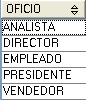 OFICIO
ANALISTA
DIRECTOR
EMPLEADO
PRESIDENTE
VENDEDOR